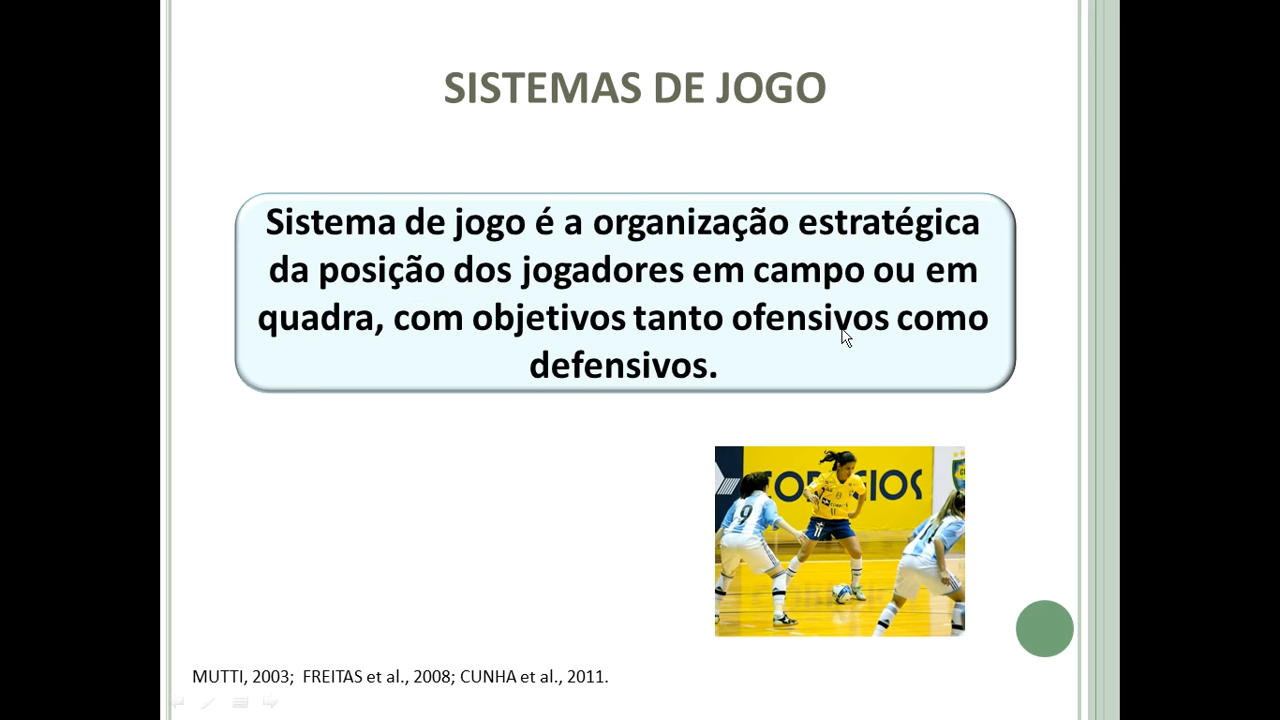 SISTEMAS DE JOGO
Sistema de jogo é a organização estratégica
da posição dos jogadores em campo ou em
quadra, com objetivos tanto ofensivos como
defensivos.
9
11
MUTTI, 2003;  FREITAS et al., 2008; CUNHA et al., 2011.